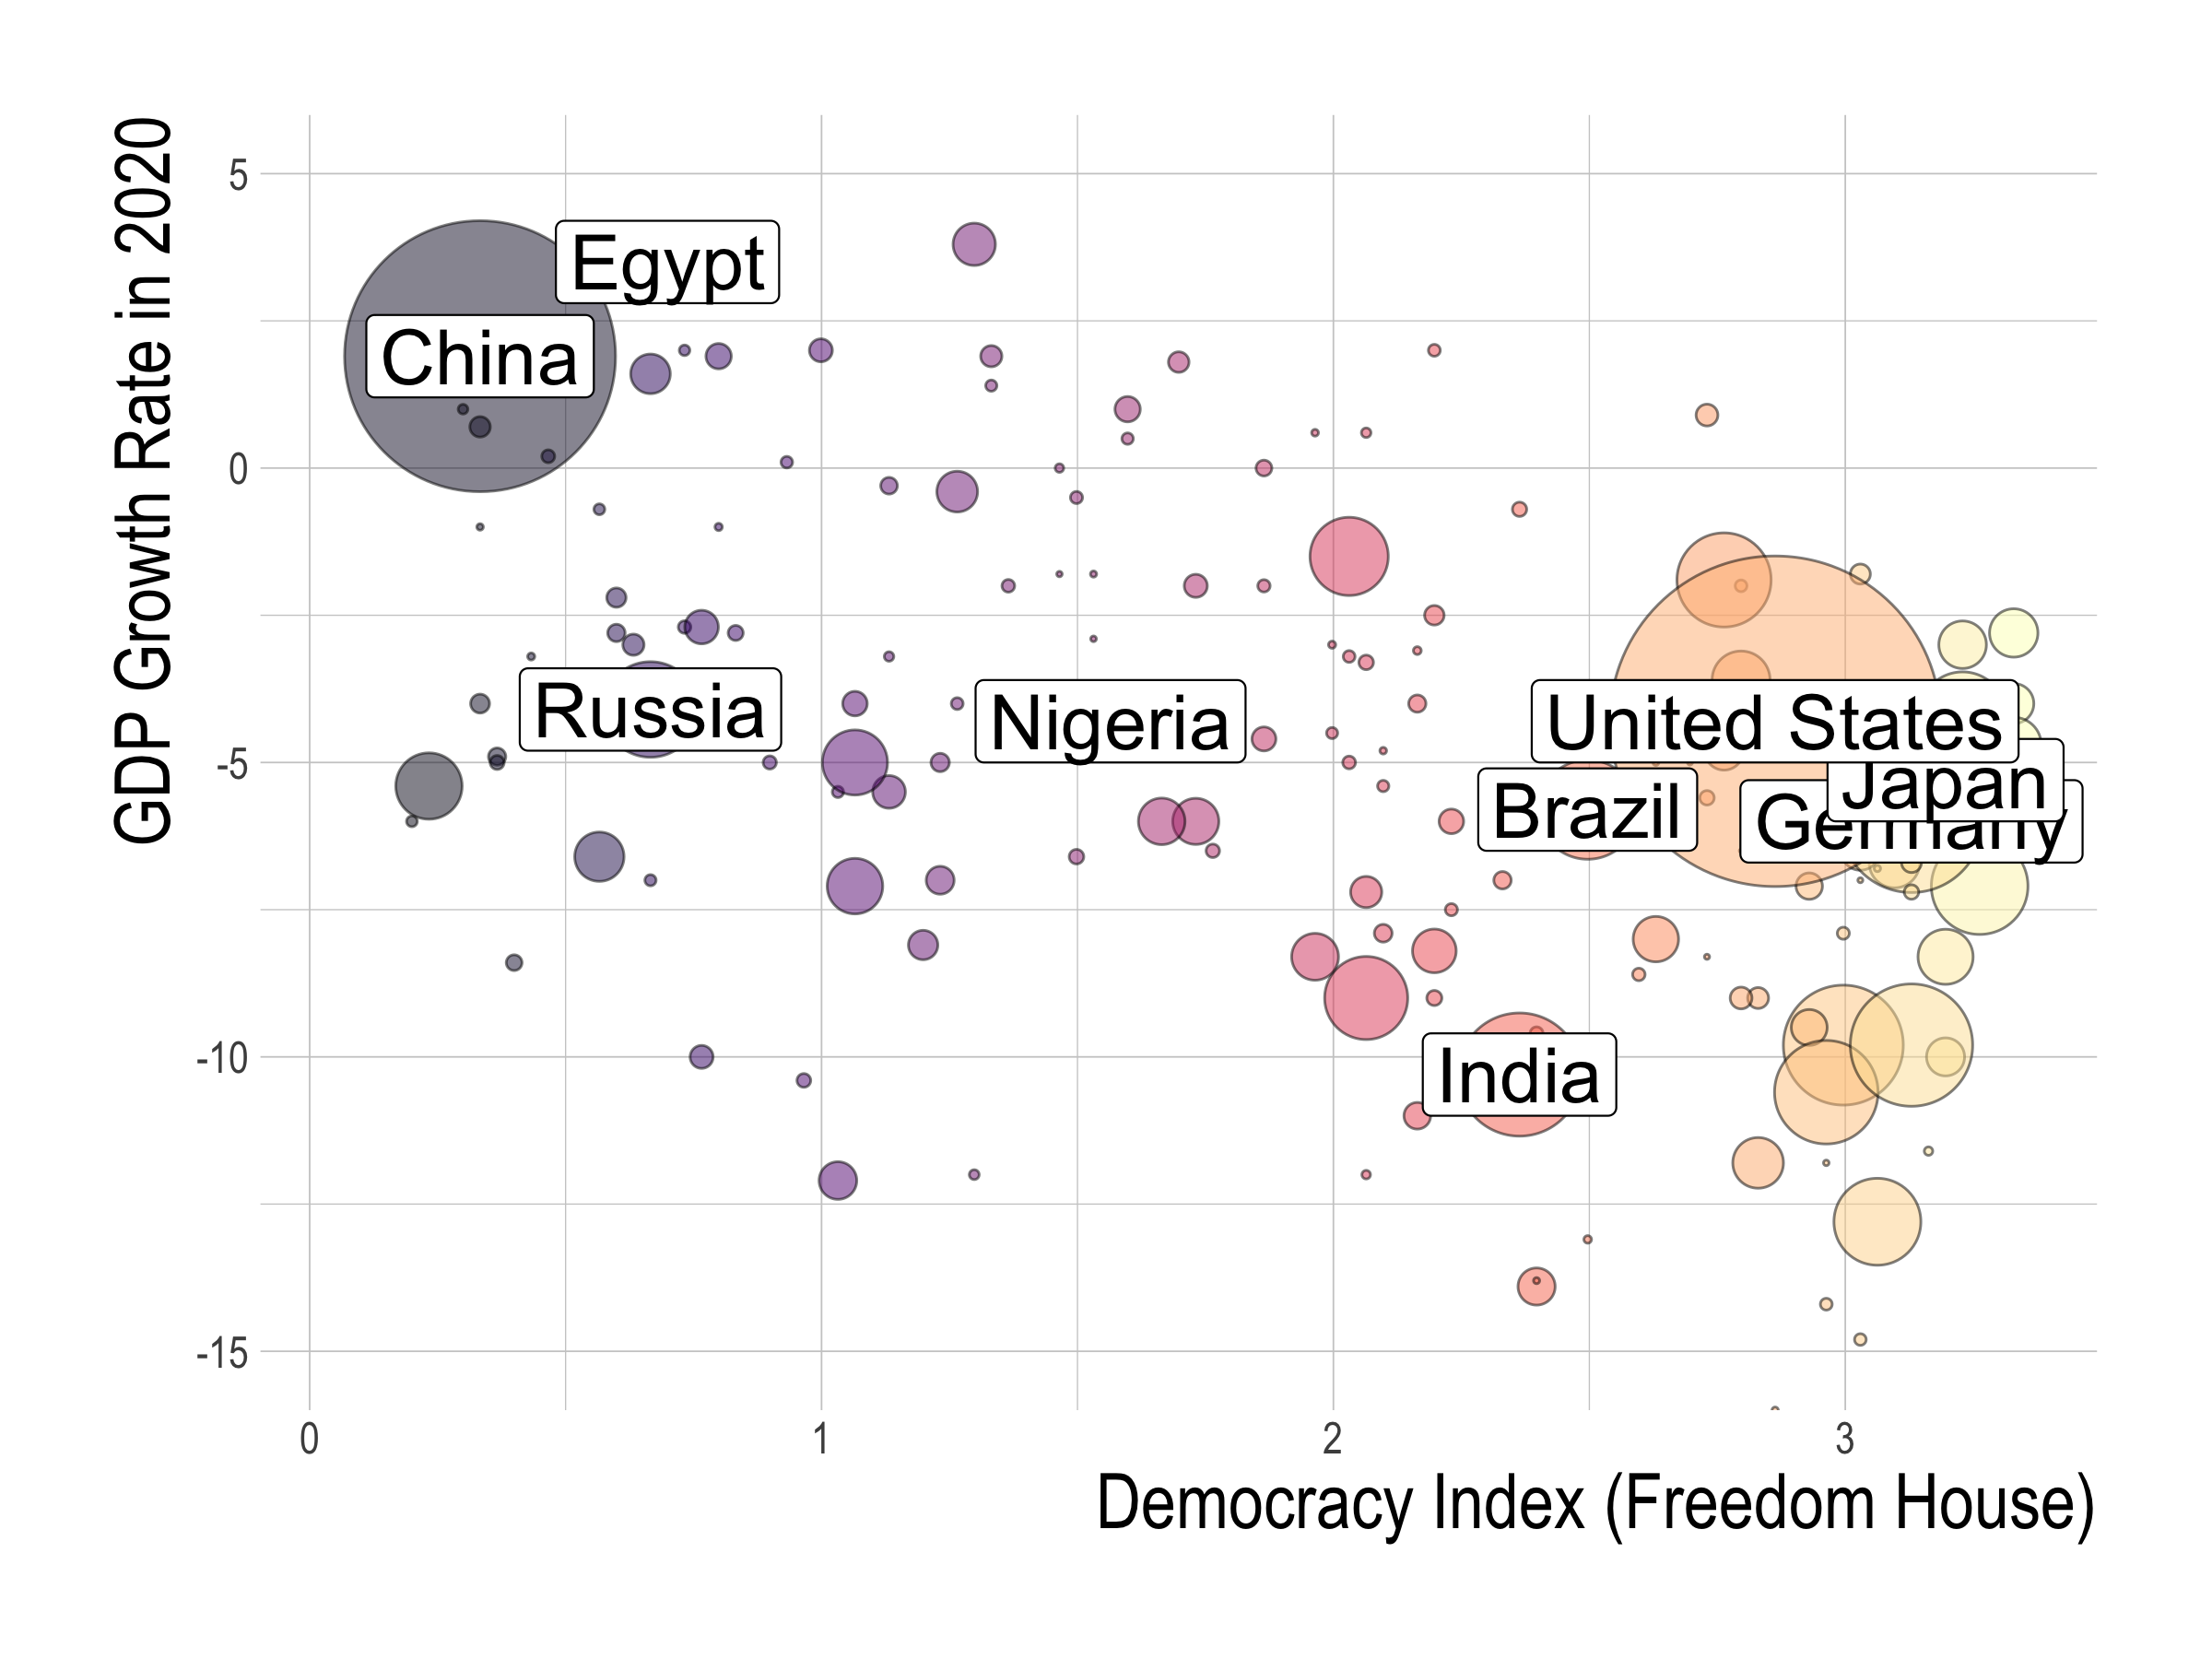 GDP Growth Rate in 2020
5
0
-5
-10
-15
Egypt
China
Russia
Nigeria
United States
Japan
Brazil
Germany
India
0
1
2
3
Democracy Index (Freedom House)